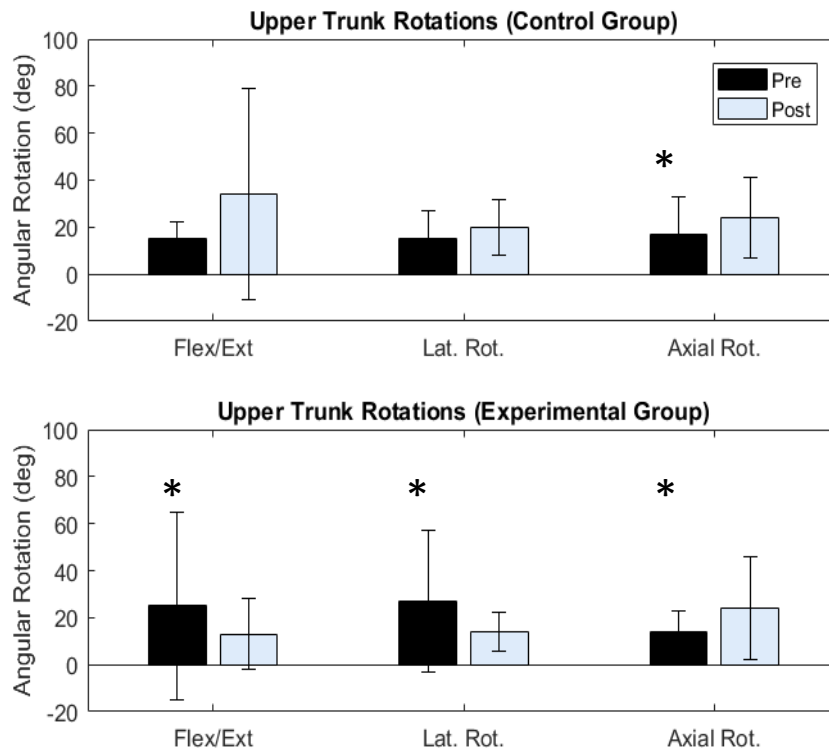 Upper Trunk Rotations (Control Group)
100
80
60
40
20
0
-20
Angular Rotation (deg)
Pre
Post
*
Flex/Ext Lat. Rot. Axial Rot.
Upper Trunk Rotations (Experimental Group)
100
80
60
40
20
0
-20
Angular Rotation (deg)
* * *
Flex/Ext Lat. Rot. Axial Rot.